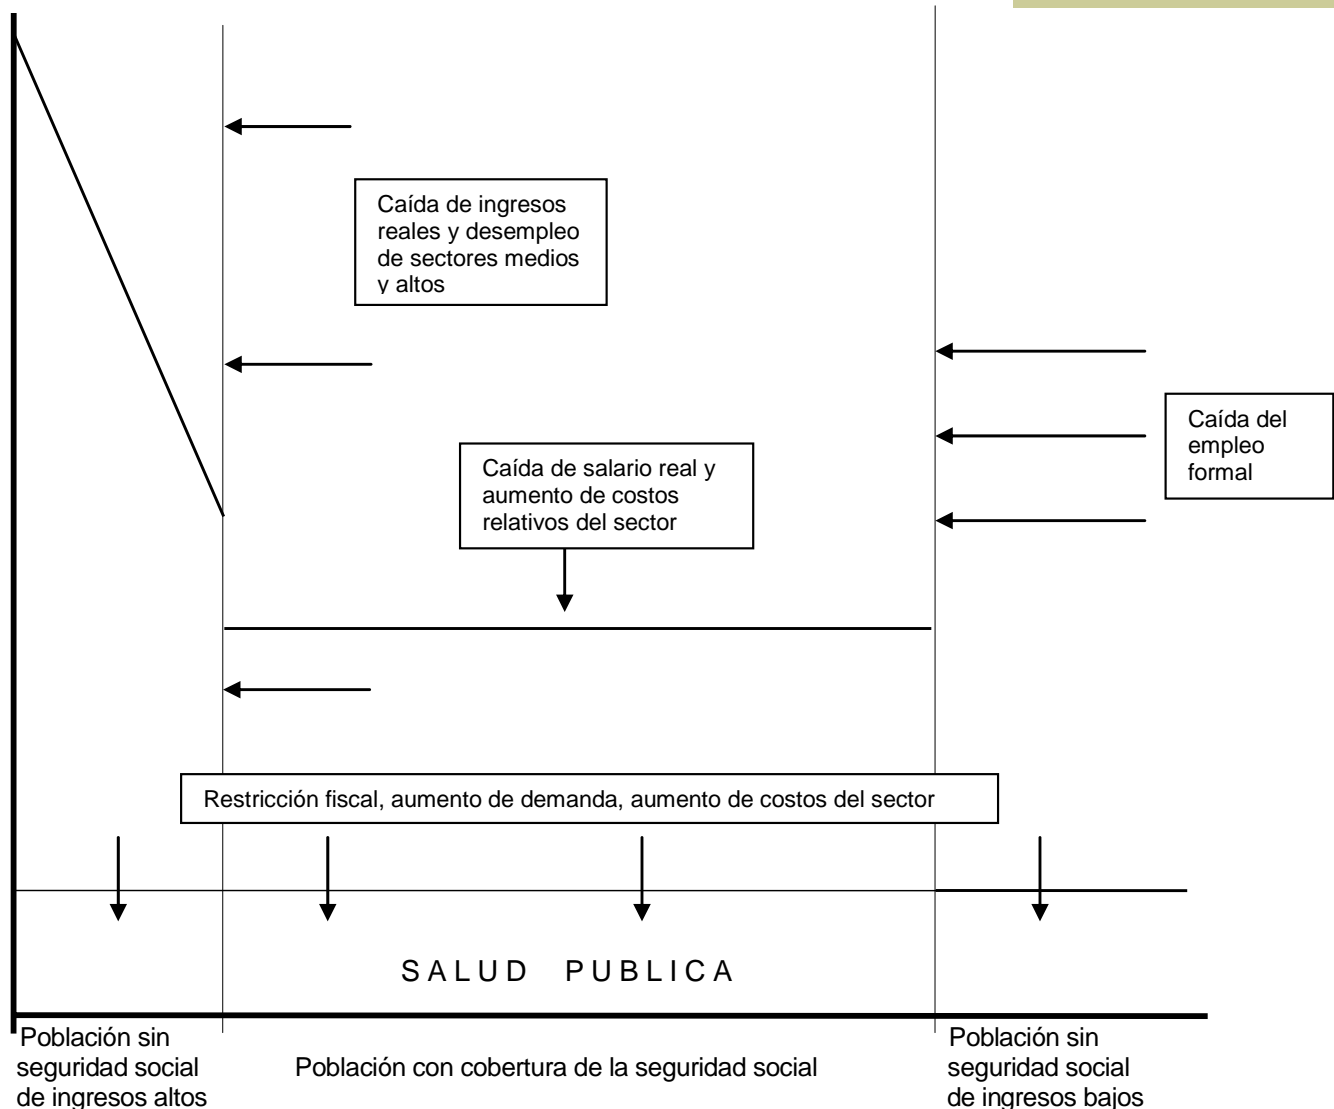 Caída de ingresos
reales y desempleo
de sectores medios
y altos
Caída del
empleo
formal
Caída de salario real y
aumento de costos
relativos del sector
Restricción fiscal, aumento de demanda, aumento de costos del sector
SALUD PUBLICA
Población sin
seguridad social
de ingresos altos
Población con cobertura de la seguridad social
Población sin
seguridad social
de ingresos bajos